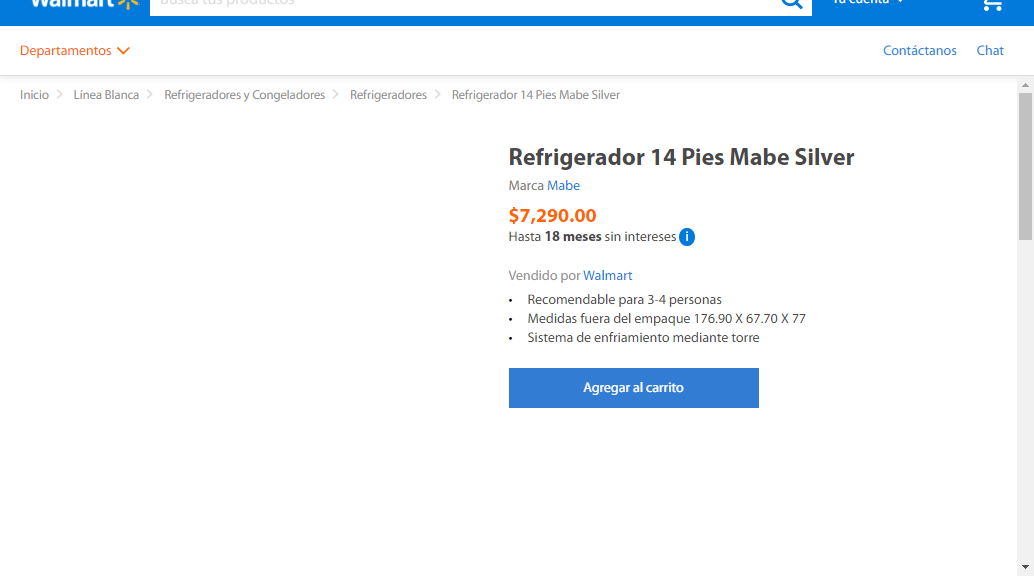 Walmart
Busca tus productos
Tu cuenta
Departamentos
Contáctanos
Chat
Inicio
Línea Blanca
Refrigeradores y Congeladores
Refrigeradores
Refrigerador 14 Pies Mabe Silver
Refrigerador 14 Pies Mabe Silver
Marca Mabe
$7,290.00
Hasta 18 meses sin intereses i
Vendido por Walmart
• Recomendable para 3-4 personas
• Medidas fuera del empaque 176.90 X 67.70 X 77
• Sistema de enfriamiento mediante torre
Agregar al carrito